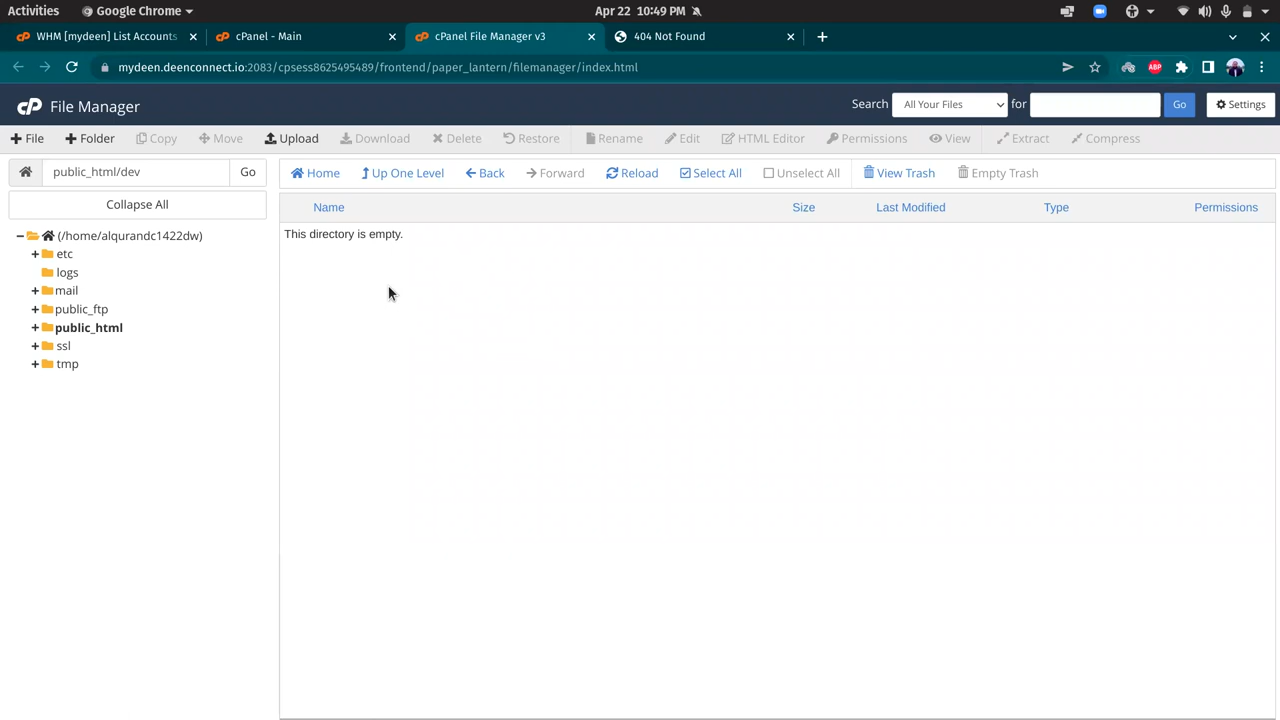 Activities Google Chrome Apr 22 10:49 PM
WHM [mydeen] List Accounts cPanel - Main cPanel File Manager v3 404 Not Found
mydeen.deenconnect.io:2083/cpsess8625495489/frontend/paper_lantern/filemanager/index.html ABP
cP File Manager Search All Your Files for Go Settings
File Folder Copy Move Upload Download Delete Restore Rename Edit HTML Editor Permissions View Extract Compress
public_html/dev Go Home Up One Level Back Forward Reload Select All Unselect All View Trash Empty Trash
Collapse All
Name Size Last Modified Type Permissions
This directory is empty.
(/home/alqurandc1422dw)
etc
logs
mail
public_ftp
public_html
ssl
tmp